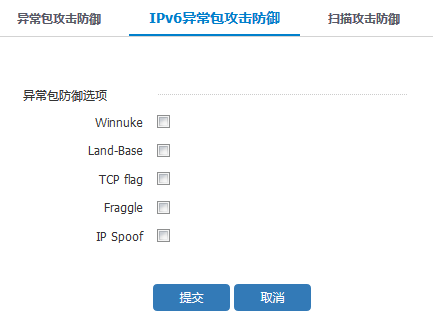 异常包攻击防御 IPv6异常包攻击防御 扫描攻击防御
异常包防御选项
Winnuke
Land-Base
TCP flag
Fraggle
IP Spoof
提交 取消